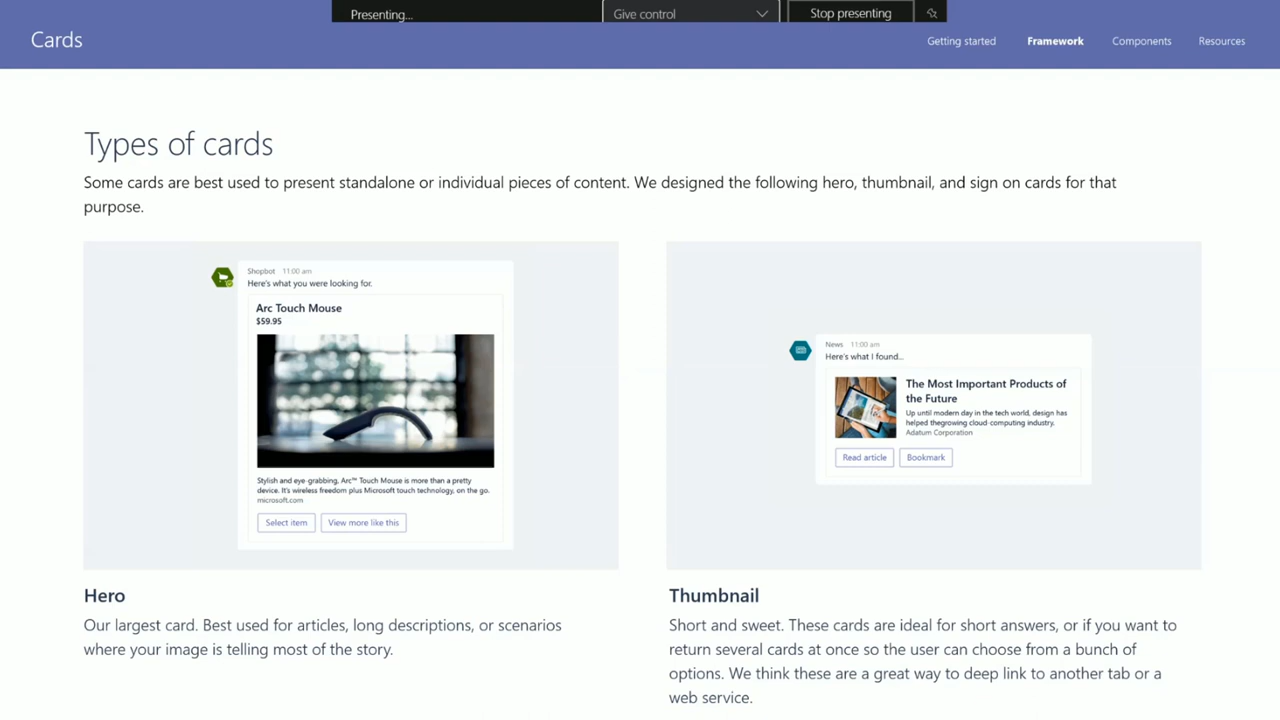 Presenting...
Give control
Stop presenting
Cards
Getting started
Framework
Components
Resources
Types of cards
Some cards are best used to present standalone or individual pieces of content. We designed the following hero, thumbnail, and sign on cards for that
purpose.
Shopbot 11:00 am
Here's what you were looking for.
Arc Touch Mouse
$59.95
Stylish and eye-grabbing, Arc™ Touch Mouse is more than a pretty
device. It's wireless freedom plus Microsoft touch technology, on the go.
microsoft.com
Select item
View more like this
News 11:00 am
Here's what I found...
The Most Important Products of
the Future
Up until modern day in the tech world, design has
helped thegrowing cloud-computing industry.
Adatum Corporation
Read article
Bookmark
Hero
Our largest card. Best used for articles, long descriptions, or scenarios
where your image is telling most of the story.
Thumbnail
Short and sweet. These cards are ideal for short answers, or if you want to
return several cards at once so the user can choose from a bunch of
options. We think these are a great way to deep link to another tab or a
web service.